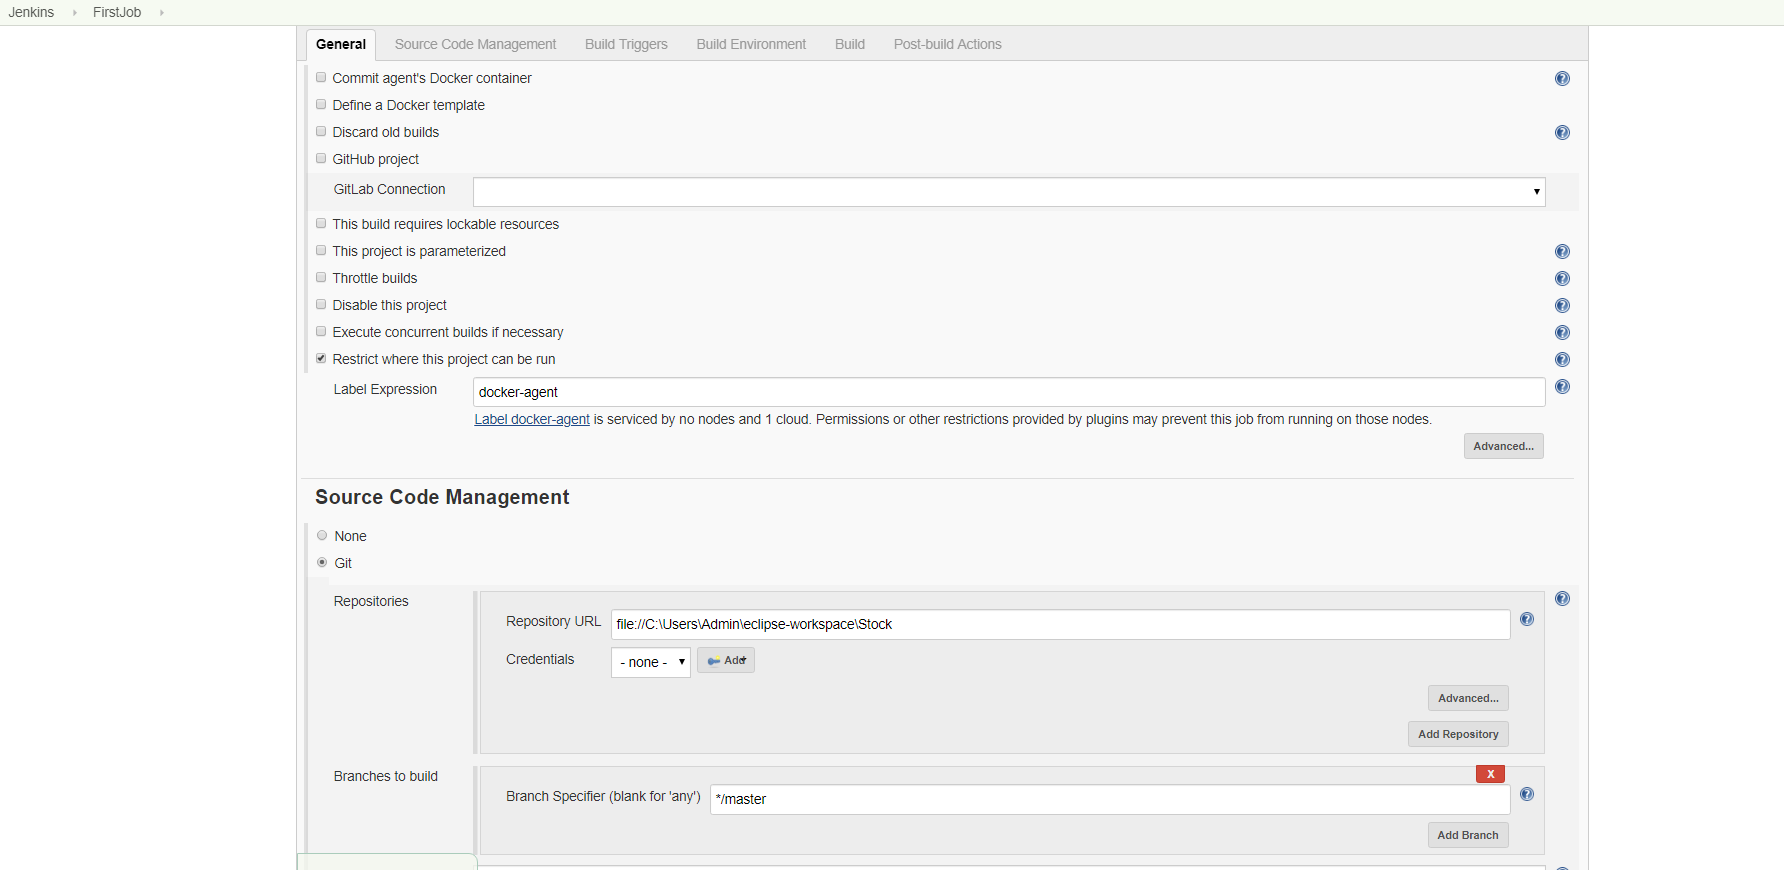 Jenkins FirstJob
General Source Code Management Build Triggers Build Environment Build Post-build Actions
Commit agent's Docker container
Define a Docker template
Discard old builds
GitHub project
GitLab Connection
This build requires lockable resources
This project is parameterized
Throttle builds
Disable this project
Execute concurrent builds if necessary
Restrict where this project can be run
Label Expression docker-agent
Label docker-agent is serviced by no nodes and 1 cloud. Permissions or other restrictions provided by plugins may prevent this job from running on those nodes.
Advanced...
Source Code Management
None
Git
Repositories
Repository URL file://C:\Users\Admin\eclipse-workspace\Stock
Credentials - none - Add
Advanced...
Add Repository
Branches to build
X
Branch Specifier (blank for 'any') */master
Add Branch